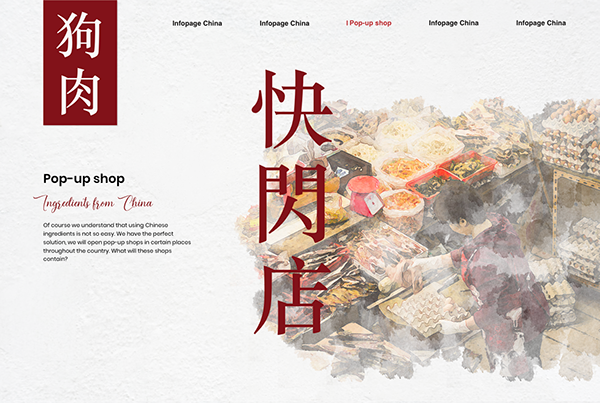 狗肉
Infopage China
Infopage China
I Pop-up shop
Infopage China
Infopage China
快閃店
Pop-up shop
Ingredients from China
Of course we understand that using Chinese
ingredients is not so easy. We have the perfect
solution, we will open pop-up shops in certain places
throughout the country. What will these shops
contain?